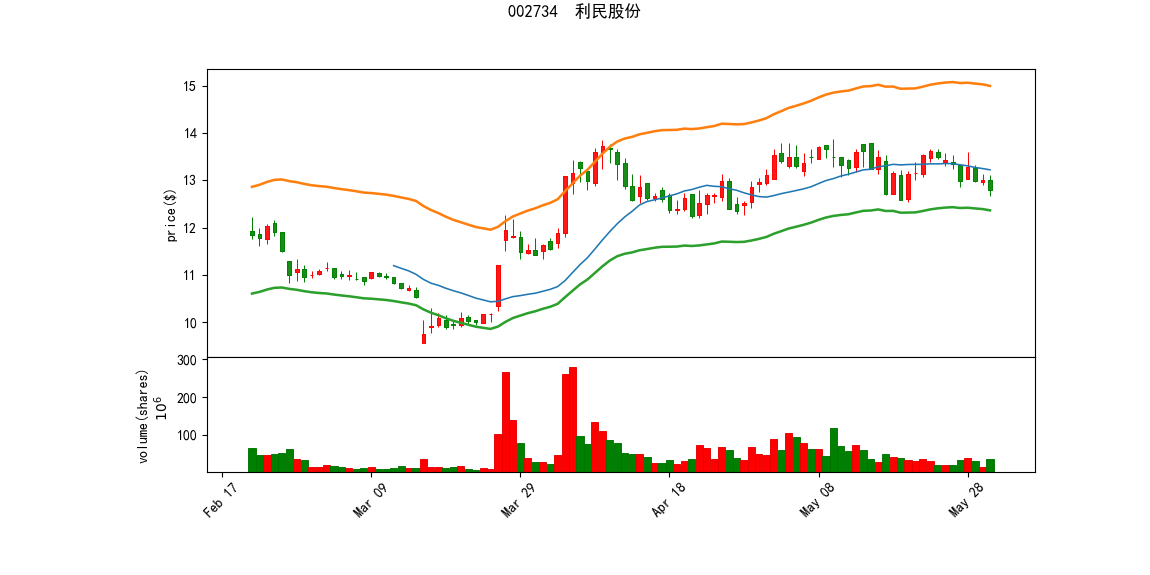 002734  利民股份
15
14
13
12
11
10
price($)
300
200
100
volume(shares)
10^6
Feb 17
Mar 09
Mar 29
Apr 18
May 08
May 28